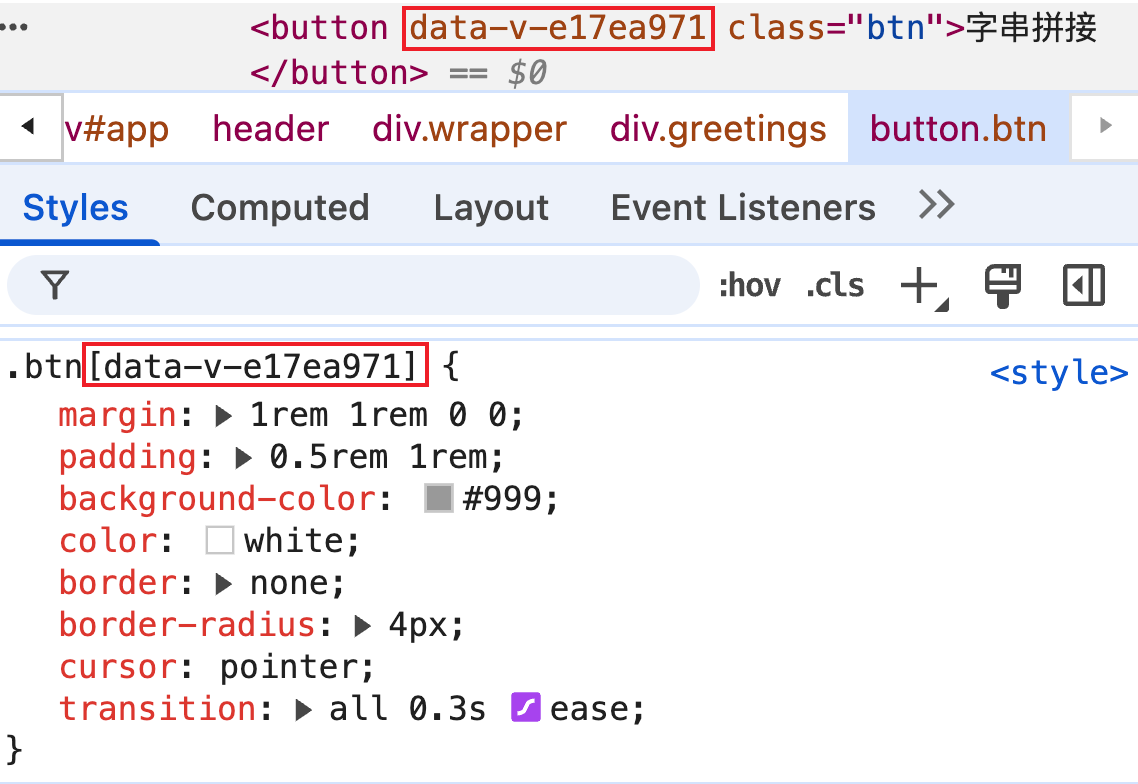 <button data-v-e17ea971 class="btn">字串拼接
</button> == $0
v#app header div.wrapper div.greetings button.btn
Styles Computed Layout Event Listeners
:hov .cls
.btn[data-v-e17ea971] { <style>
margin: 1rem 1rem 0 0;
padding: 0.5rem 1rem;
background-color: #999;
color: white;
border: none;
border-radius: 4px;
cursor: pointer;
transition: all 0.3s ease;
}